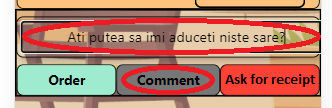 Ati putea sa imi aduceti niste sare?
Order Comment Ask for receipt